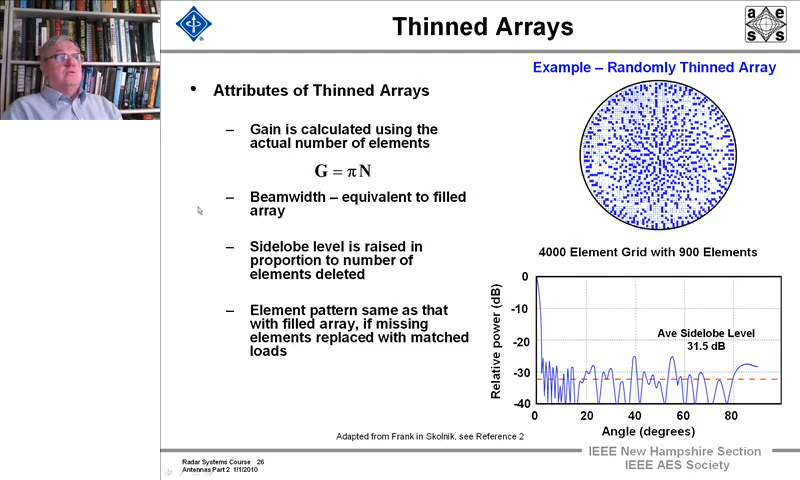 Thinned Arrays
a e
s s
• Attributes of Thinned Arrays
– Gain is calculated using the
actual number of elements
G = π N
– Beamwidth – equivalent to filled
array
– Sidelobe level is raised in
proportion to number of
elements deleted
– Element pattern same as that
with filled array, if missing
elements replaced with matched
loads
Example – Randomly Thinned Array
4000 Element Grid with 900 Elements
Relative power (dB)
0
-10
-20
-30
-40
Ave Sidelobe Level
31.5 dB
0 20 40 60 80
Angle (degrees)
Adapted from Frank in Skolnik, see Reference 2
Radar Systems Course 26
Antennas Part 2 1/1/2010
IEEE New Hampshire Section
IEEE AES Society